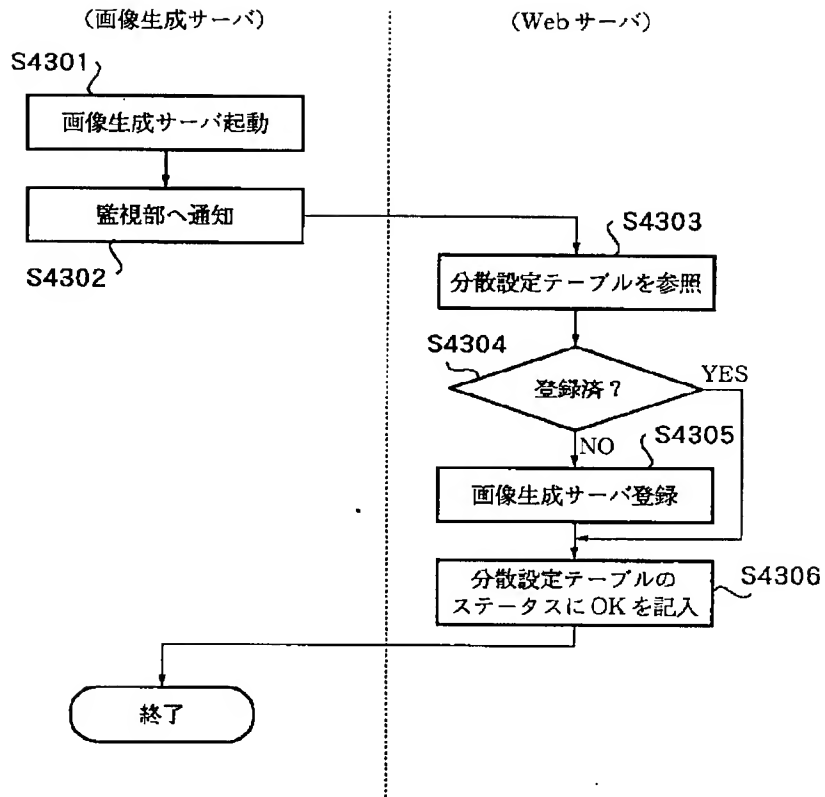 （画像生成サーバ）
（Webサーバ）
S4301
画像生成サーバ起動
監視部へ通知
S4302
S4303
分散設定テーブルを参照
S4304
登録済？
YES
NO
S4305
画像生成サーバ登録
分散設定テーブルの
ステータスにOKを記入
S4306
終了